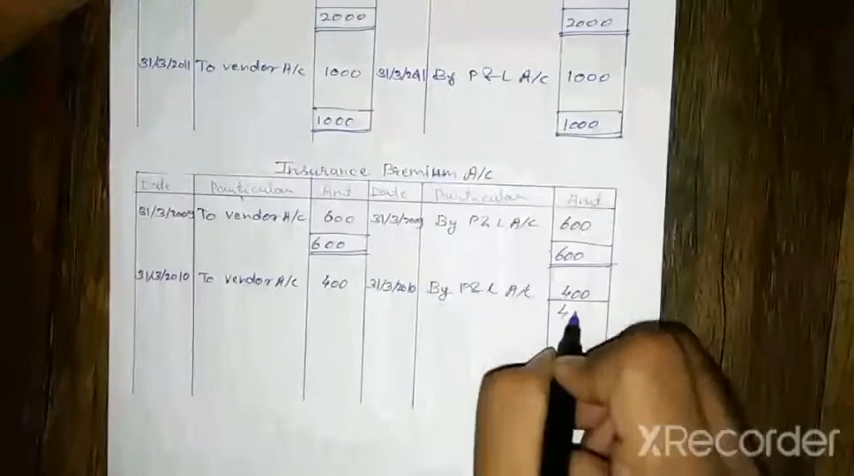 2000 2000
31/3/2011 To vendor A/c 1000 31/3/2011 By P&L A/c 1000
1000 1000
Insurance Premium A/c
Date Particular Amt Date Particular Amt
31/3/2009 To vendor A/c 600 31/3/2009 By P&L A/c 600
600 600
31/3/2010 To vendor A/c 400 31/3/2010 By P&L A/c 400
4
XRecorder